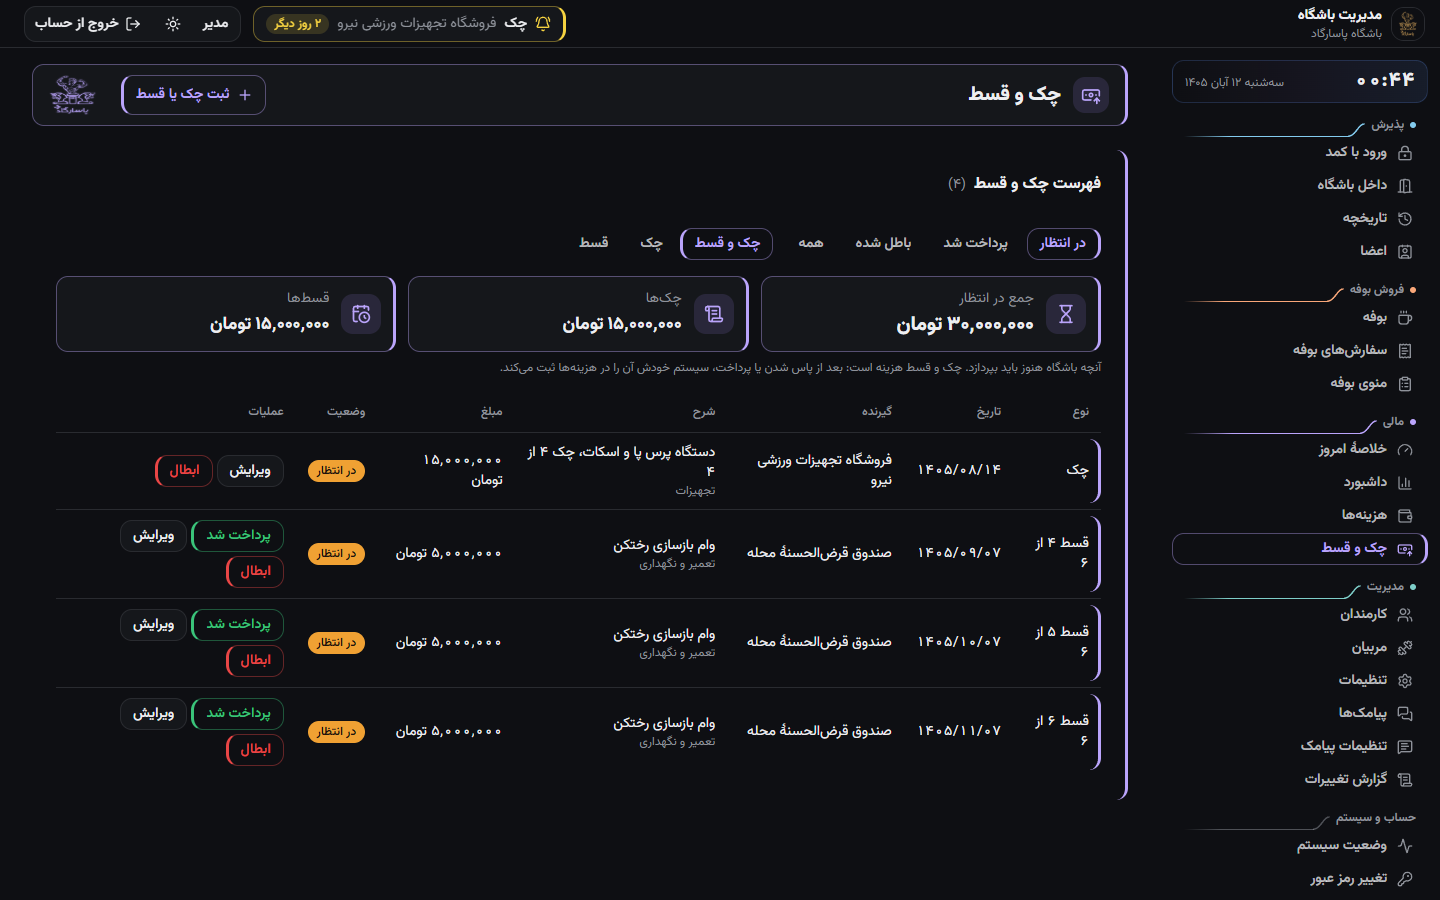 مدیریت باشگاه
باشگاه پاسارگاد
چک فروشگاه تجهیزات ورزشی نیرو ۲ روز دیگر
مدیر
خروج از حساب
۰۰:۴۴
سه‌شنبه ۱۲ آبان ۱۴۰۵
پذیرش
ورود با کمد
داخل باشگاه
تاریخچه
اعضا
فروش بوفه
بوفه
سفارش‌های بوفه
منوی بوفه
مالی
خلاصهٔ امروز
داشبورد
هزینه‌ها
چک و قسط
مدیریت
کارمندان
مربیان
تنظیمات
پیامک‌ها
تنظیمات پیامک
گزارش تغییرات
حساب و سیستم
وضعیت سیستم
تغییر رمز عبور
چک و قسط
ثبت چک یا قسط
پاسارگاد
فهرست چک و قسط (۴)
در انتظار پرداخت شد باطل شده همه چک و قسط چک قسط
جمع در انتظار
۳۰,۰۰۰,۰۰۰ تومان
چک‌ها
۱۵,۰۰۰,۰۰۰ تومان
قسط‌ها
۱۵,۰۰۰,۰۰۰ تومان
آنچه باشگاه هنوز باید بپردازد. چک و قسط هزینه است: بعد از پاس شدن یا پرداخت، سیستم خودش آن را در هزینه‌ها ثبت می‌کند.
نوع تاریخ گیرنده شرح مبلغ وضعیت عملیات
چک
۱۴۰۵/۰۸/۱۴
فروشگاه تجهیزات ورزشی
نیرو
دستگاه پرس پا و اسکات، چک ۴ از
۴
تجهیزات
۱۵,۰۰۰,۰۰۰
تومان
در انتظار
ویرایش ابطال
قسط ۴ از
۶
۱۴۰۵/۰۹/۰۷
صندوق قرض‌الحسنهٔ محله
وام بازسازی رختکن
تعمیر و نگهداری
۵,۰۰۰,۰۰۰ تومان
در انتظار
پرداخت شد ویرایش
ابطال
قسط ۵ از
۶
۱۴۰۵/۱۰/۰۷
صندوق قرض‌الحسنهٔ محله
وام بازسازی رختکن
تعمیر و نگهداری
۵,۰۰۰,۰۰۰ تومان
در انتظار
پرداخت شد ویرایش
ابطال
قسط ۶ از
۶
۱۴۰۵/۱۱/۰۷
صندوق قرض‌الحسنهٔ محله
وام بازسازی رختکن
تعمیر و نگهداری
۵,۰۰۰,۰۰۰ تومان
در انتظار
پرداخت شد ویرایش
ابطال